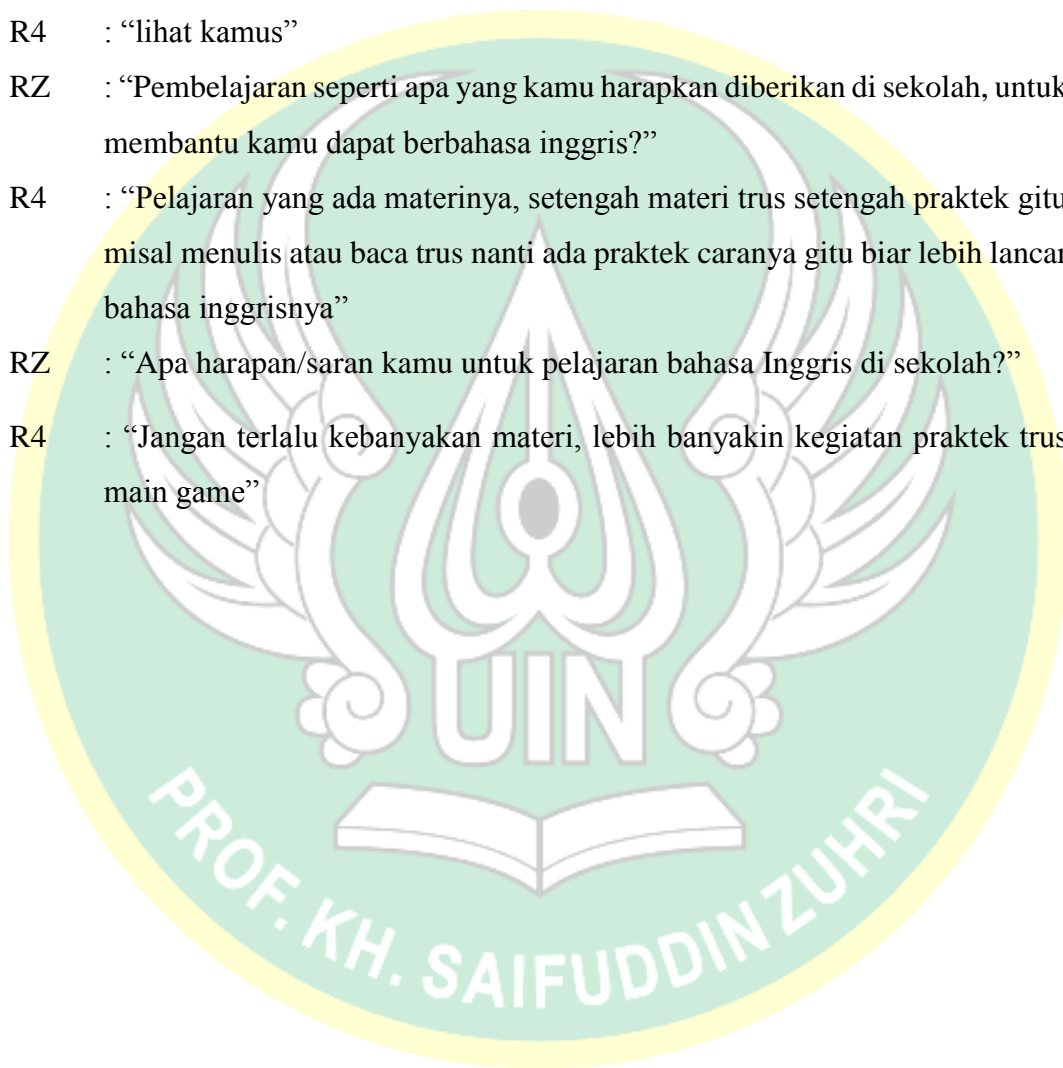 R4 : “lihat kamus”
RZ : “Pembelajaran seperti apa yang kamu harapkan diberikan di sekolah, untuk
membantu kamu dapat berbahasa inggris?”
R4 : “Pelajaran yang ada materinya, setengah materi trus setengah praktek gitu
misal menulis atau baca trus nanti ada praktek caranya gitu biar lebih lancar
bahasa inggrisnya”
RZ : “Apa harapan/saran kamu untuk pelajaran bahasa Inggris di sekolah?”
R4 : “Jangan terlalu kebanyakan materi, lebih banyakin kegiatan praktek trus
main game”
UIN
PROF. KH. SAIFUDDIN ZUHRI